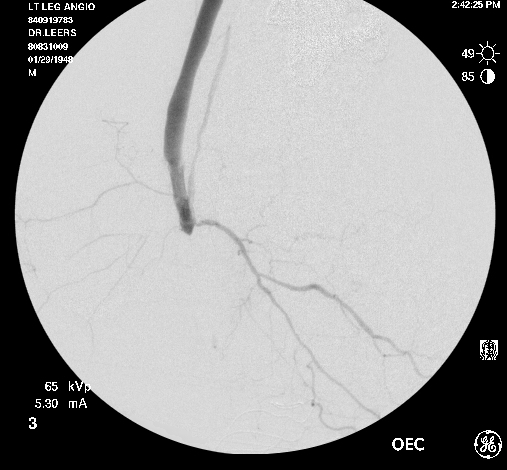 LT LEG ANGIO
840919783
DR.LEERS
80831009
01/29/1948
M
2:42:25 PM
49
85
65 kVp
5.30 mA
3
OEC
GE